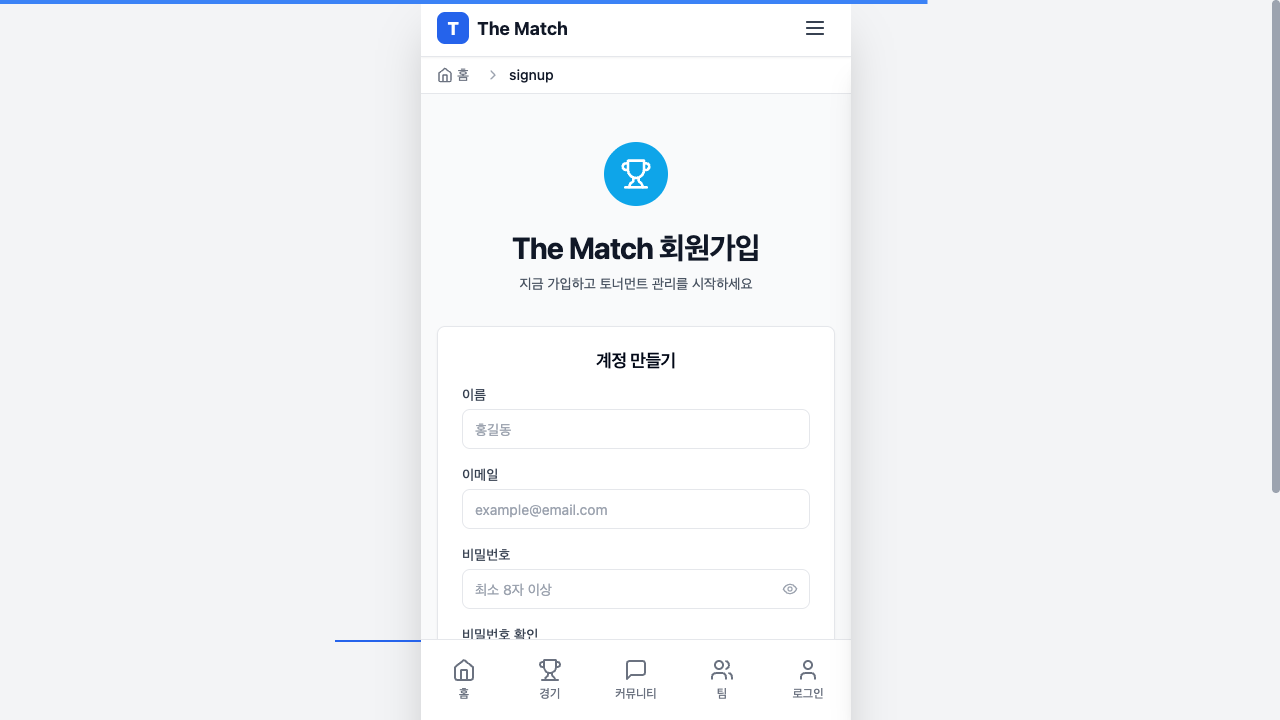 T The Match
홈 signup
The Match 회원가입
지금 가입하고 토너먼트 관리를 시작하세요
계정 만들기
이름
홍길동
이메일
example@email.com
비밀번호
최소 8자 이상
비밀번호 확인
홈 경기 커뮤니티 팀 로그인